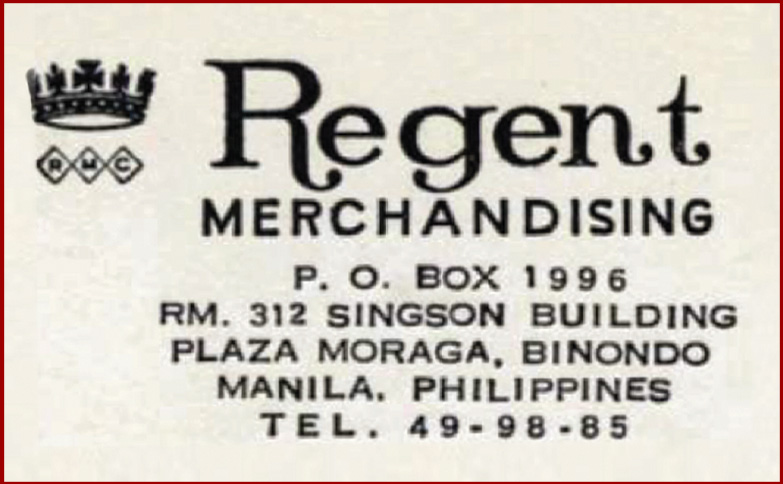 Regent
RMC
MERCHANDISING
P. O. BOX 1996
RM. 312 SINGSON BUILDING
PLAZA MORAGA, BINONDO
MANILA. PHILIPPINES
TEL. 49-98-85